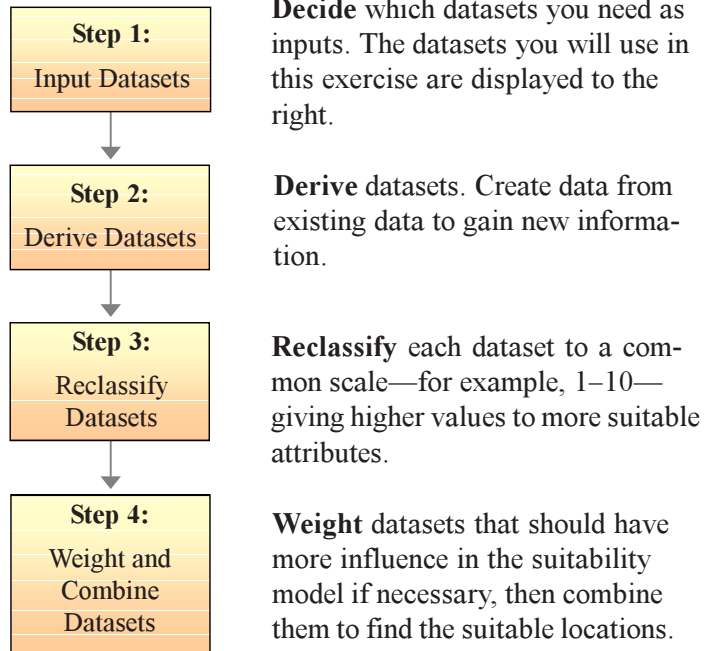 Step 1:
Input Datasets
Decide which datasets you need as
inputs. The datasets you will use in
this exercise are displayed to the
right.
Step 2:
Derive Datasets
Derive datasets. Create data from
existing data to gain new informa-
tion.
Step 3:
Reclassify
Datasets
Reclassify each dataset to a com-
mon scale—for example, 1–10—
giving higher values to more suitable
attributes.
Step 4:
Weight and
Combine
Datasets
Weight datasets that should have
more influence in the suitability
model if necessary, then combine
them to find the suitable locations.